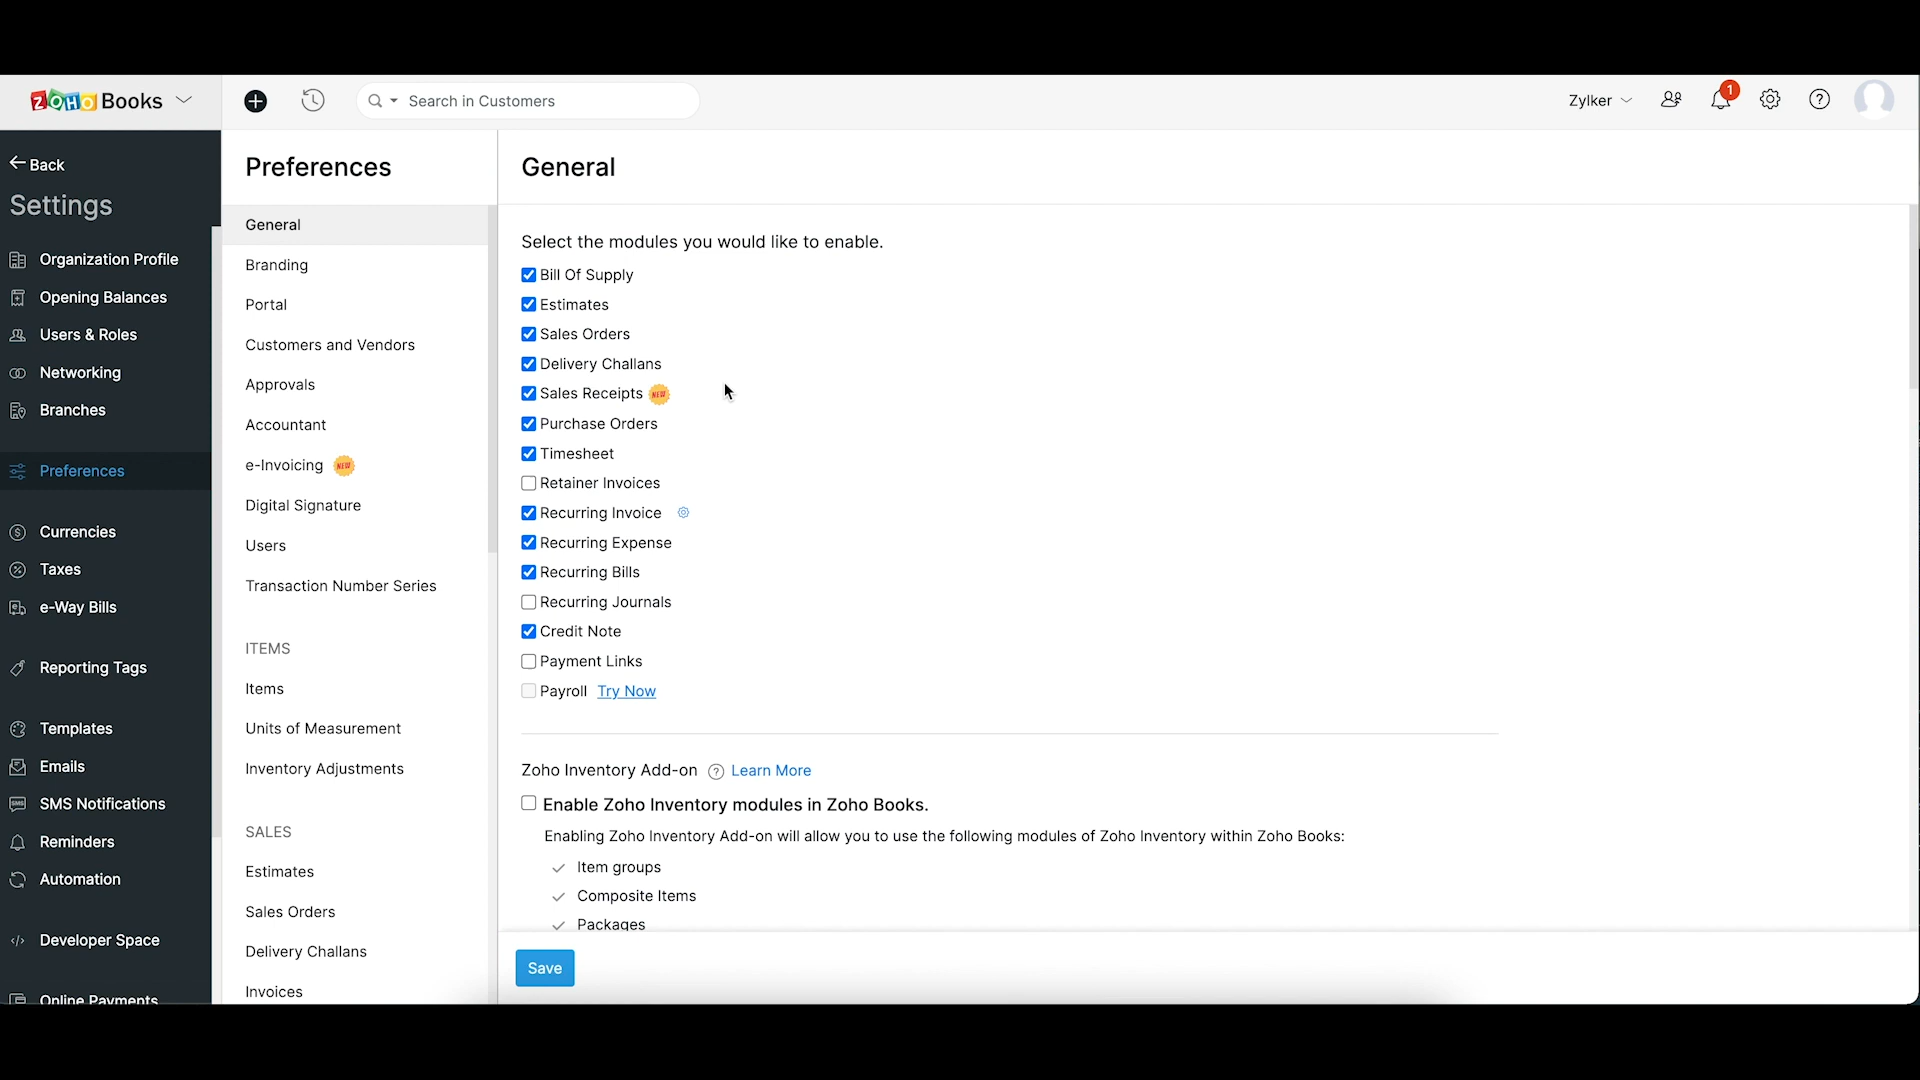 ZOHO Books
Search in Customers
Zylker
1
Back
Settings
Organization Profile
Opening Balances
Users & Roles
Networking
Branches
Preferences
Currencies
Taxes
e-Way Bills
Reporting Tags
Templates
Emails
SMS Notifications
Reminders
Automation
Developer Space
Online Payments
Preferences
General
Branding
Portal
Customers and Vendors
Approvals
Accountant
e-Invoicing NEW
Digital Signature
Users
Transaction Number Series
ITEMS
Items
Units of Measurement
Inventory Adjustments
SALES
Estimates
Sales Orders
Delivery Challans
Invoices
General
Select the modules you would like to enable.
Bill Of Supply
Estimates
Sales Orders
Delivery Challans
Sales Receipts NEW
Purchase Orders
Timesheet
Retainer Invoices
Recurring Invoice
Recurring Expense
Recurring Bills
Recurring Journals
Credit Note
Payment Links
Payroll Try Now
Zoho Inventory Add-on ? Learn More
Enable Zoho Inventory modules in Zoho Books.
Enabling Zoho Inventory Add-on will allow you to use the following modules of Zoho Inventory within Zoho Books:
Item groups
Composite Items
Packages
Save